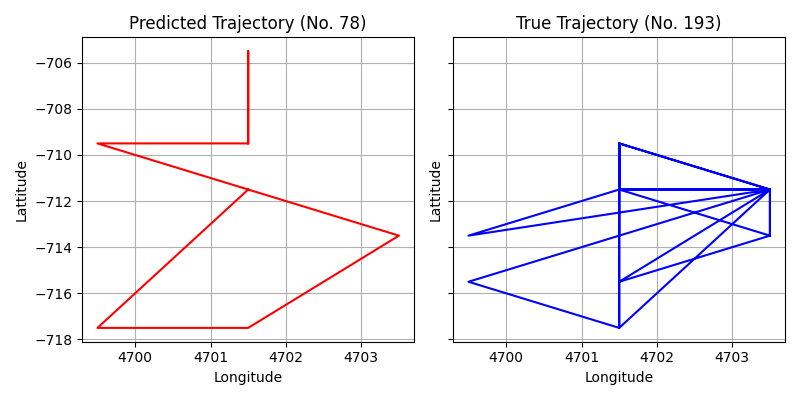 Predicted Trajectory (No. 78)
−706
−708
−710
−712
−714
−716
−718
Lattitude
4700 4701 4702 4703
Longitude
True Trajectory (No. 193)
Lattitude
4700 4701 4702 4703
Longitude